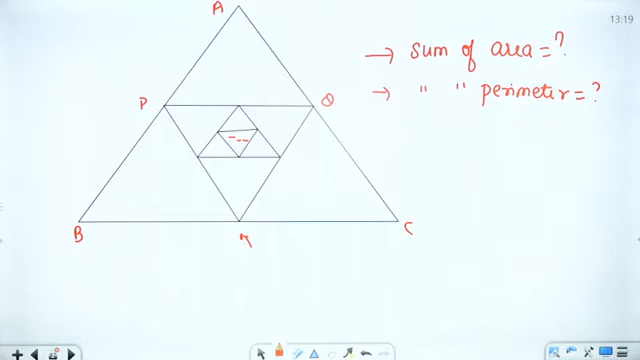 13:19
A
→ sum of area = ?
→ " " perimeter = ?
P Q
B R C